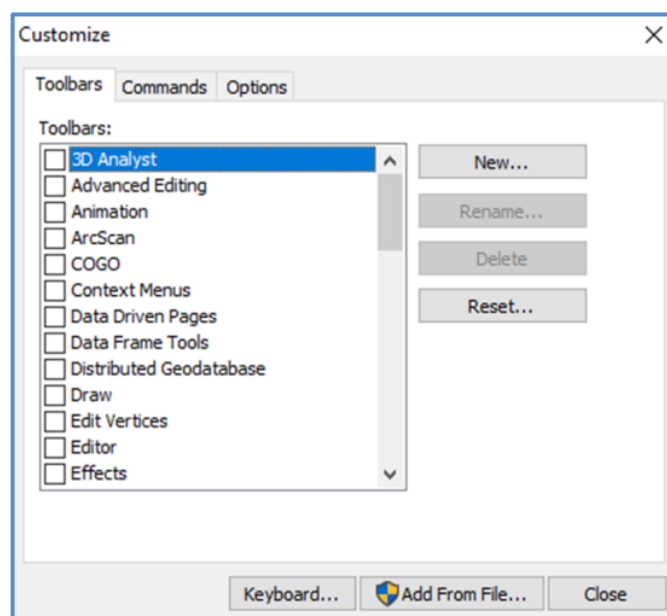 Customize
Toolbars Commands Options
Toolbars:
3D Analyst
Advanced Editing
Animation
ArcScan
COGO
Context Menus
Data Driven Pages
Data Frame Tools
Distributed Geodatabase
Draw
Edit Vertices
Editor
Effects
New...
Rename...
Delete
Reset...
Keyboard... Add From File... Close